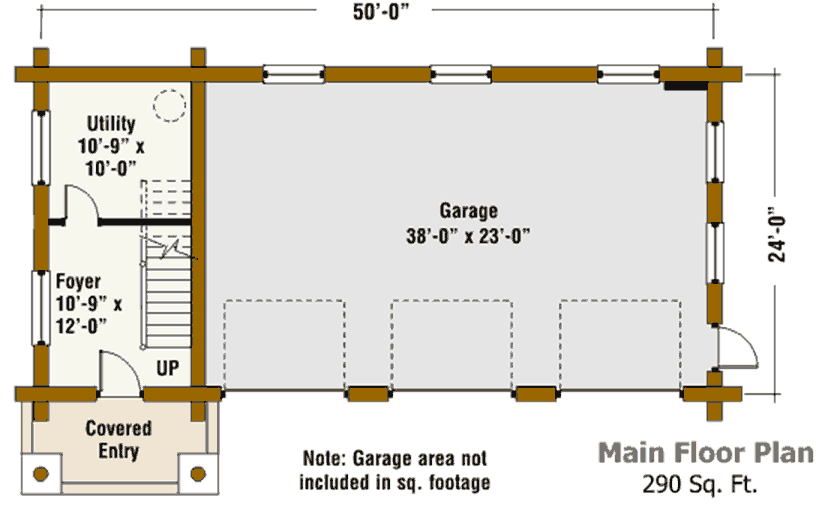 50’-0”
Utility
10’-9” x
10’-0”
Garage
38’-0” x 23’-0”
24’-0”
Foyer
10’-9” x
12’-0”
UP
Covered
Entry
Note: Garage area not
included in sq. footage
Main Floor Plan
290 Sq. Ft.